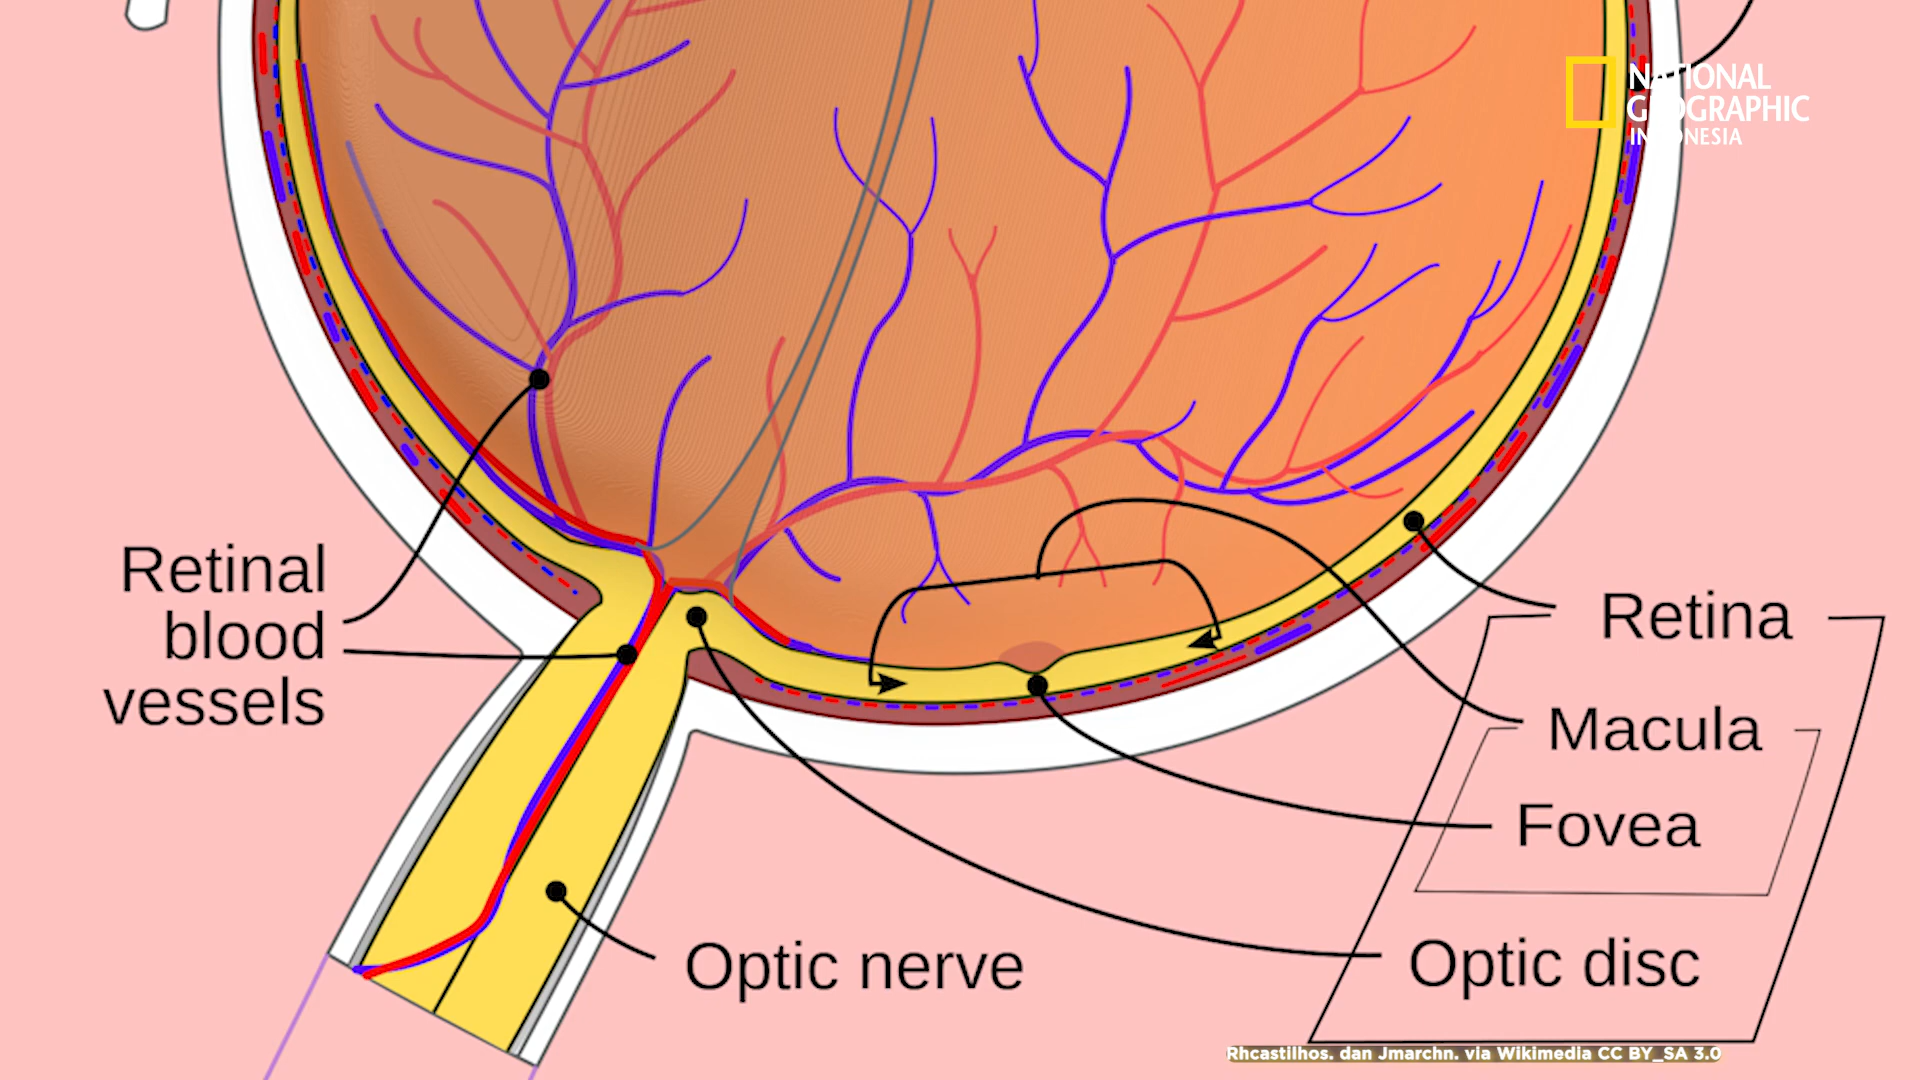 NATIONAL
GEOGRAPHIC
INDONESIA
Retinal
blood
vessels
Retina
Macula
Fovea
Optic disc
Optic nerve
Rhcastilhos. dan Jmarchn. via Wikimedia CC BY_SA 3.0